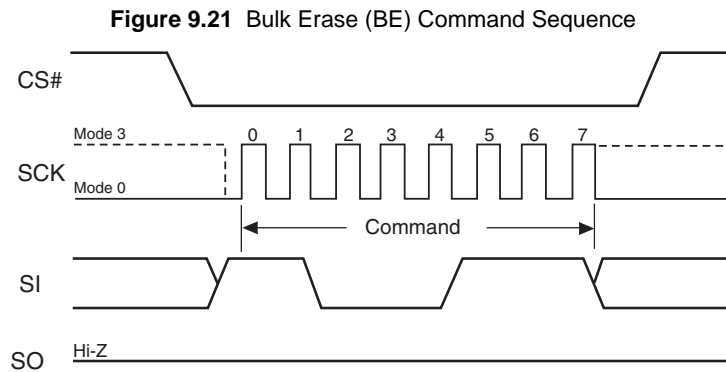 Figure 9.21 Bulk Erase (BE) Command Sequence
CS#
Mode 3
0 1 2 3 4 5 6 7
SCK
Mode 0
Command
SI
Hi-Z
SO